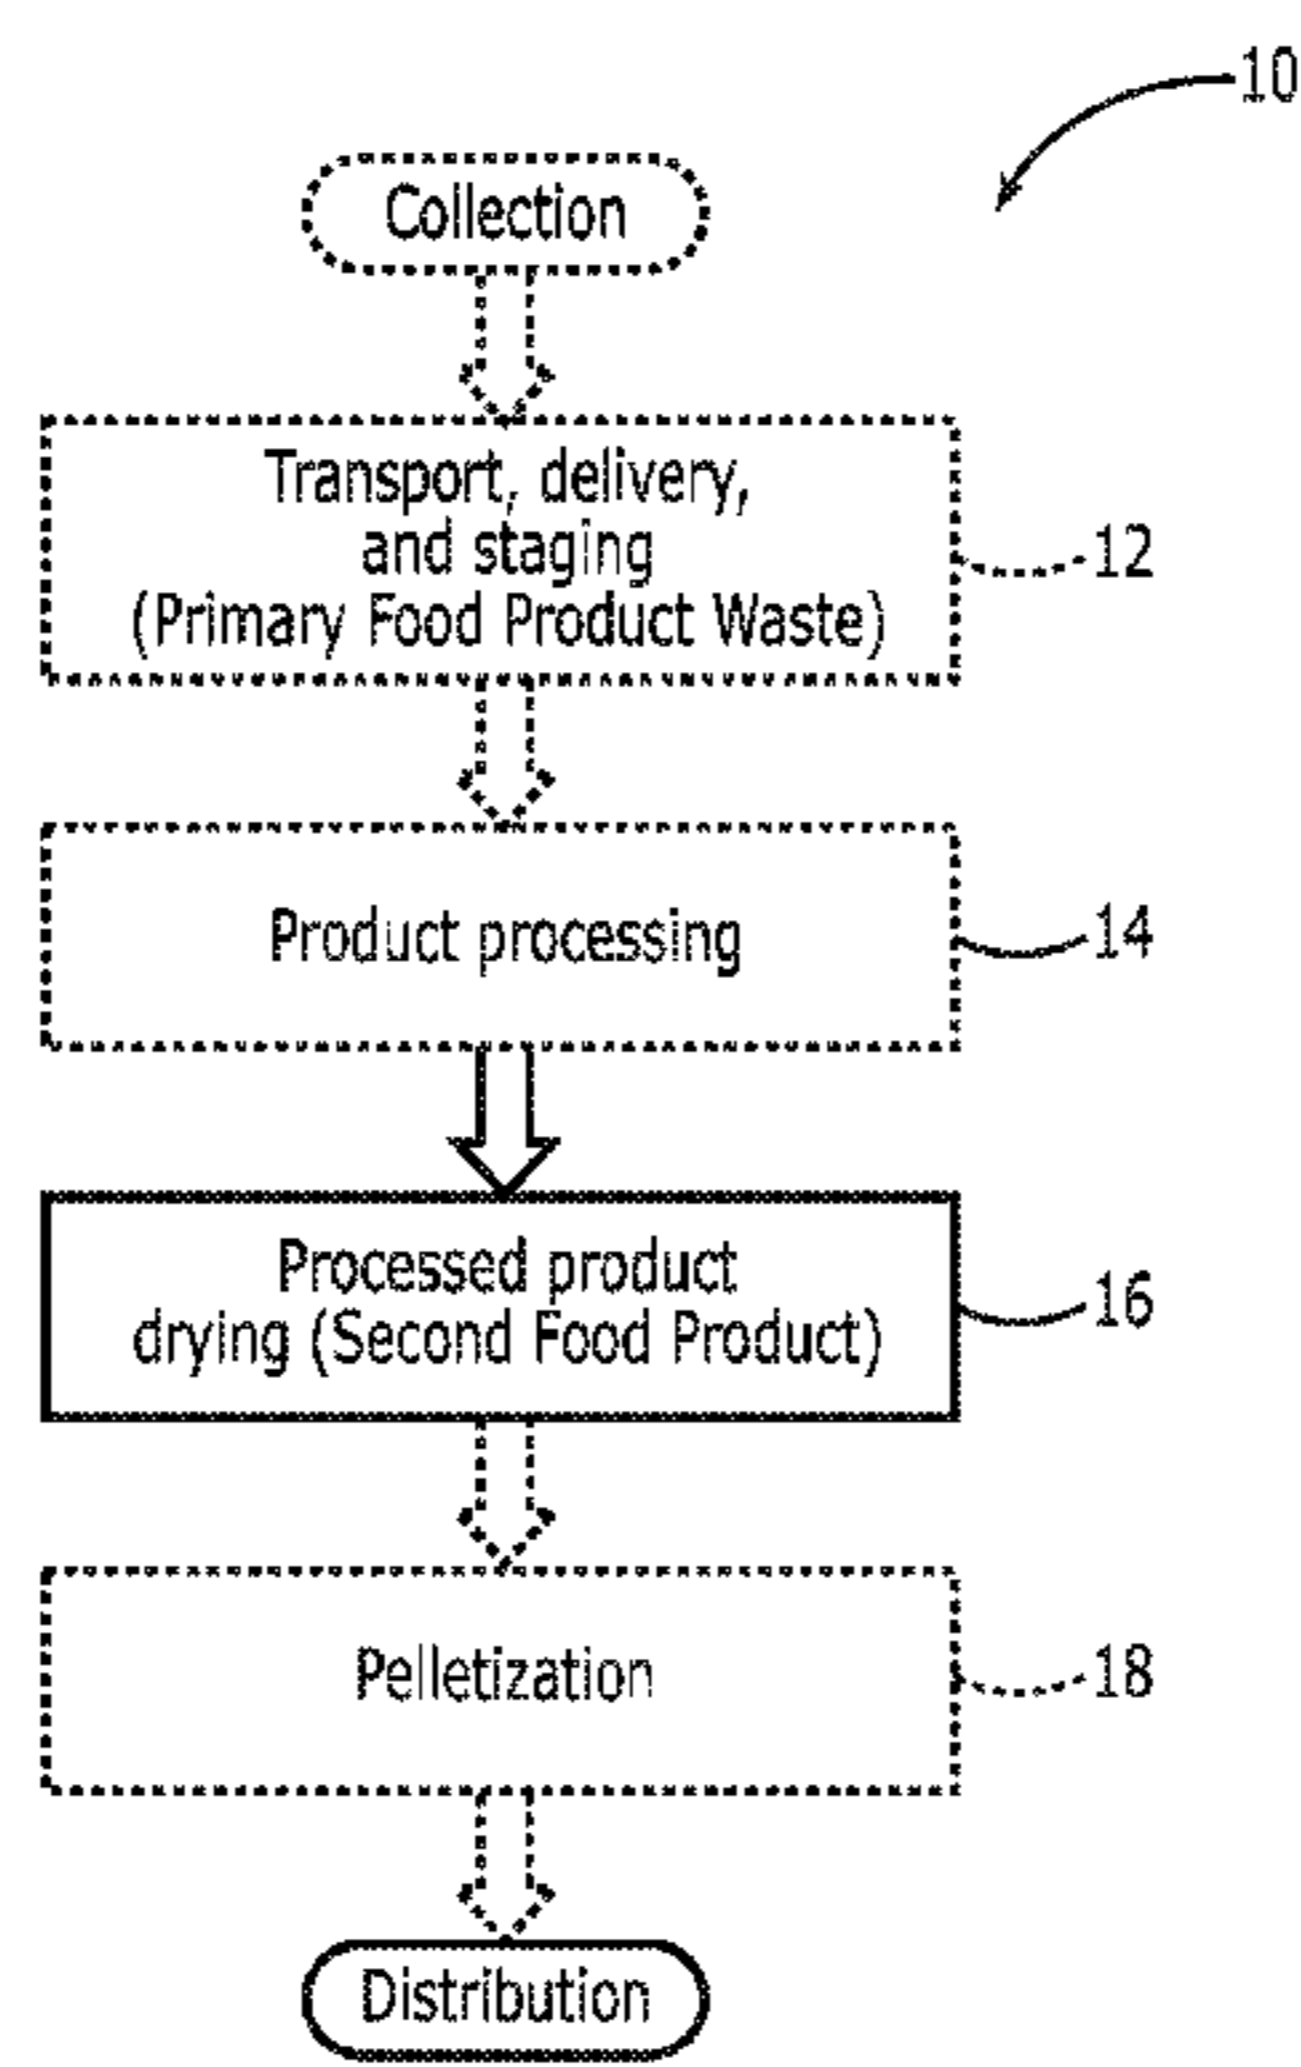 10
Collection
Transport, delivery,
and staging
(Primary Food Product Waste)
12
Product processing
14
Processed product
drying (Second Food Product)
16
Pelletization
18
Distribution